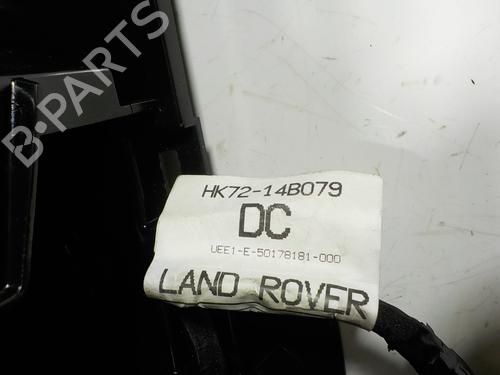 B-PARTS
HK72-14B079
DC
UEE1-E-50178181-000
LAND ROVER